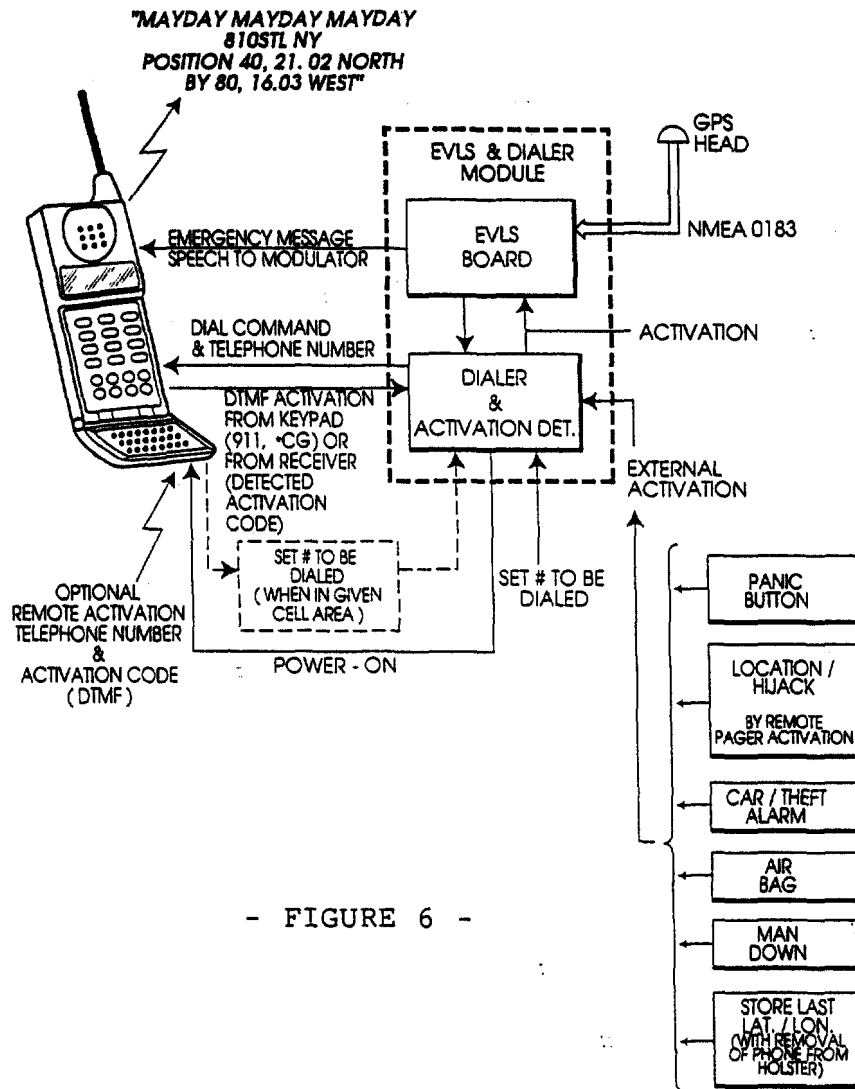 "MAYDAY MAYDAY MAYDAY
810STL NY
POSITION 40, 21. 02 NORTH
BY 80, 16.03 WEST"
GPS
HEAD
EVLS & DIALER
MODULE
EVLS
BOARD
NMEA 0183
EMERGENCY MESSAGE
SPEECH TO MODULATOR
DIAL COMMAND
& TELEPHONE NUMBER
ACTIVATION
DIALER
&
ACTIVATION DET.
DTMF ACTIVATION
FROM KEYPAD
(911, *CG) OR
FROM RECEIVER
(DETECTED
ACTIVATION
CODE)
EXTERNAL
ACTIVATION
SET # TO BE
DIALED
( WHEN IN GIVEN
CELL AREA )
SET # TO BE
DIALED
OPTIONAL
REMOTE ACTIVATION
TELEPHONE NUMBER
&
ACTIVATION CODE
( DTMF )
POWER - ON
PANIC
BUTTON
LOCATION /
HIJACK
BY REMOTE
PAGER ACTIVATION
CAR / THEFT
ALARM
AIR
BAG
MAN
DOWN
STORE LAST
LAT. / LON.
(WITH REMOVAL
OF PHONE FROM
HOLSTER)
- FIGURE 6 -